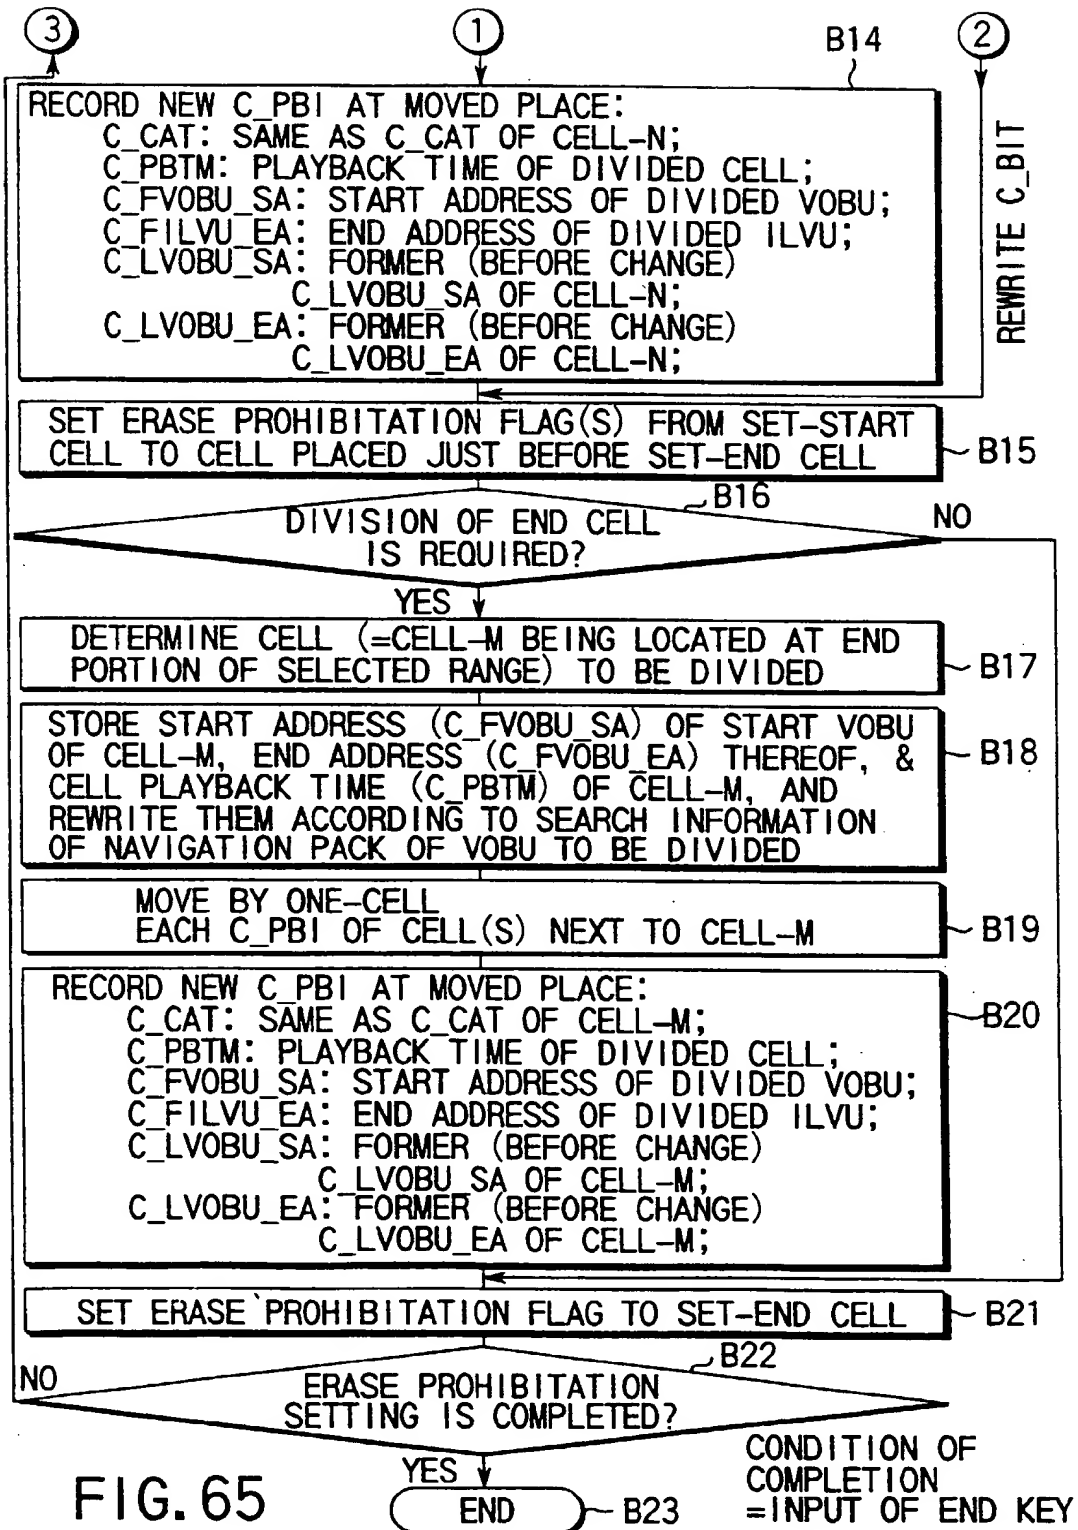 3
1
2
B14
RECORD NEW C_PBI AT MOVED PLACE:
C_CAT: SAME AS C_CAT OF CELL-N;
C_PBTM: PLAYBACK TIME OF DIVIDED CELL;
C_FVOBU_SA: START ADDRESS OF DIVIDED VOBU;
C_FILVU_EA: END ADDRESS OF DIVIDED ILVU;
C_LVOBU_SA: FORMER (BEFORE CHANGE)
C_LVOBU_SA OF CELL-N;
C_LVOBU_EA: FORMER (BEFORE CHANGE)
C_LVOBU_EA OF CELL-N;
REWRITE C_BIT
SET ERASE PROHIBITATION FLAG(S) FROM SET-START
CELL TO CELL PLACED JUST BEFORE SET-END CELL
B15
B16
DIVISION OF END CELL
IS REQUIRED?
NO
YES
DETERMINE CELL (=CELL-M BEING LOCATED AT END
PORTION OF SELECTED RANGE) TO BE DIVIDED
B17
STORE START ADDRESS (C_FVOBU_SA) OF START VOBU
OF CELL-M, END ADDRESS (C_FVOBU_EA) THEREOF, &
CELL PLAYBACK TIME (C_PBTM) OF CELL-M, AND
REWRITE THEM ACCORDING TO SEARCH INFORMATION
OF NAVIGATION PACK OF VOBU TO BE DIVIDED
B18
MOVE BY ONE-CELL
EACH C_PBI OF CELL(S) NEXT TO CELL-M
B19
RECORD NEW C_PBI AT MOVED PLACE:
C_CAT: SAME AS C_CAT OF CELL-M;
C_PBTM: PLAYBACK TIME OF DIVIDED CELL;
C_FVOBU_SA: START ADDRESS OF DIVIDED VOBU;
C_FILVU_EA: END ADDRESS OF DIVIDED ILVU;
C_LVOBU_SA: FORMER (BEFORE CHANGE)
C_LVOBU_SA OF CELL-M;
C_LVOBU_EA: FORMER (BEFORE CHANGE)
C_LVOBU_EA OF CELL-M;
B20
SET ERASE PROHIBITATION FLAG TO SET-END CELL
B21
B22
NO
ERASE PROHIBITATION
SETTING IS COMPLETED?
YES
END
B23
CONDITION OF
COMPLETION
=INPUT OF END KEY
FIG. 65